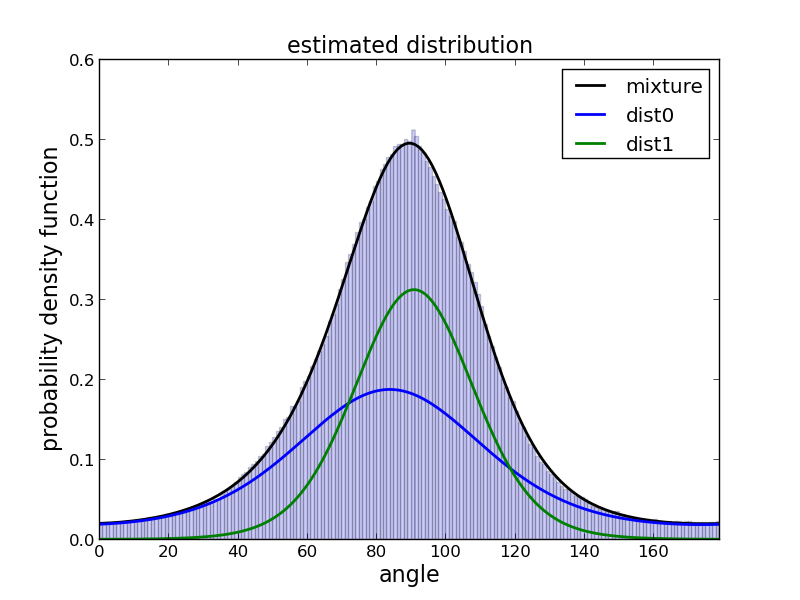 estimated distribution
mixture
dist0
dist1
probability density function
0.6
0.5
0.4
0.3
0.2
0.1
0.0
0 20 40 60 80 100 120 140 160
angle